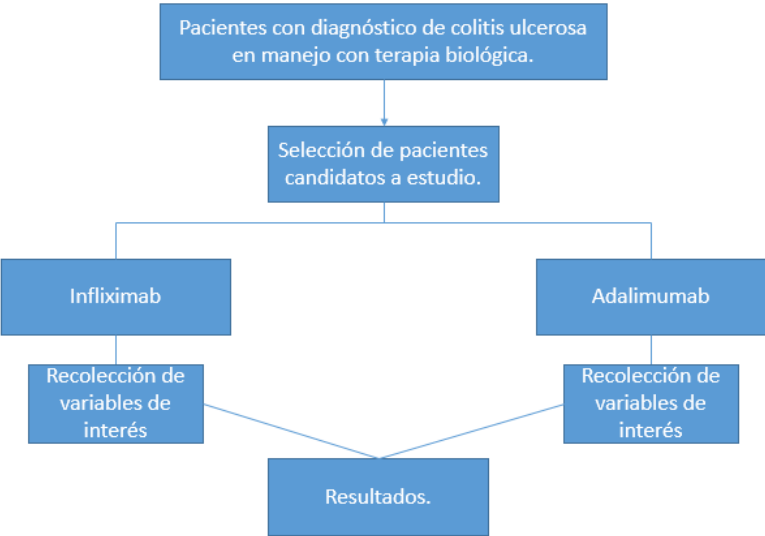 Pacientes con diagnóstico de colitis ulcerosa
en manejo con terapia biológica.
Selección de pacientes
candidatos a estudio.
Infliximab
Adalimumab
Recolección de
variables de
interés
Recolección de
variables de
interés
Resultados.